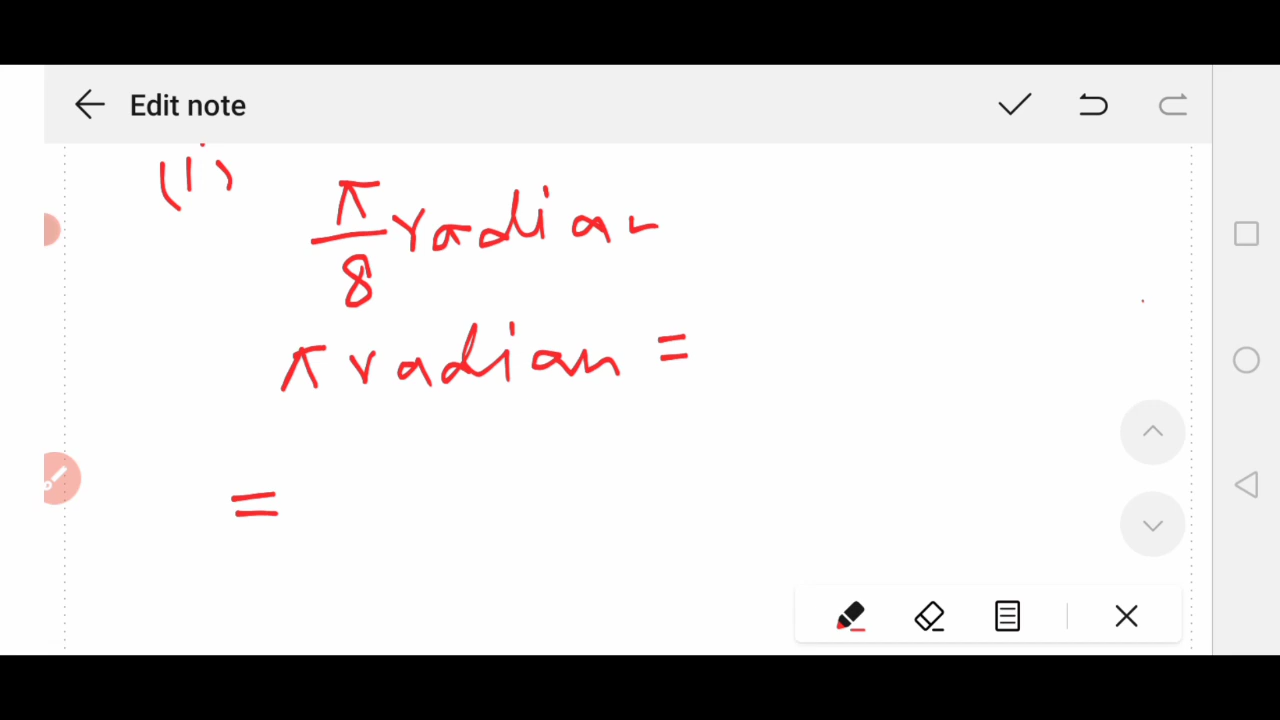 Edit note
(i)
π/8 radian
π radian =
=